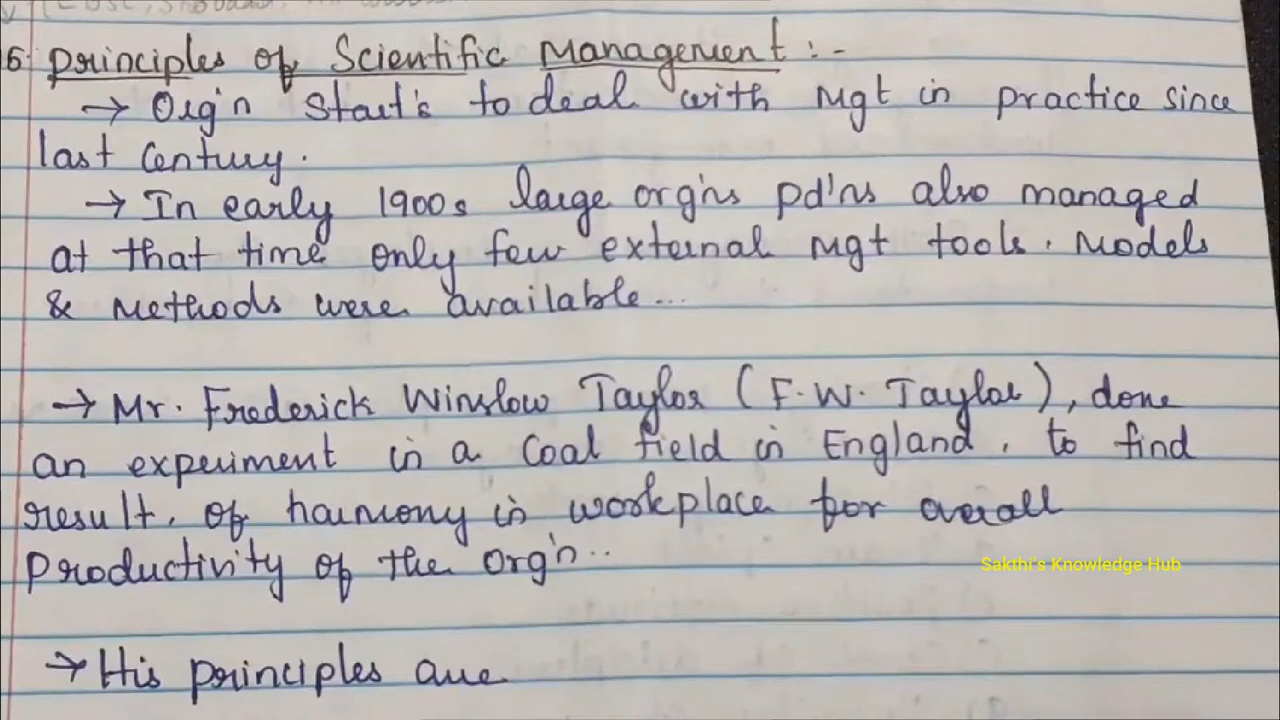 6. Principles of Scientific Management :-
→ Org'n start's to deal with Mgt in practice since
last century.
→ In early 1900s large org'ns pd'ns also managed
at that time only few external Mgt tools. Models
& Methods were available...
→ Mr. Frederick Winslow Taylor (F.W. Taylor), done
an experiment in a Coal field in England, to find
result, of harmony in workplace for overall
Productivity of the org'n..
Sakthi's Knowledge Hub
→ His principles are